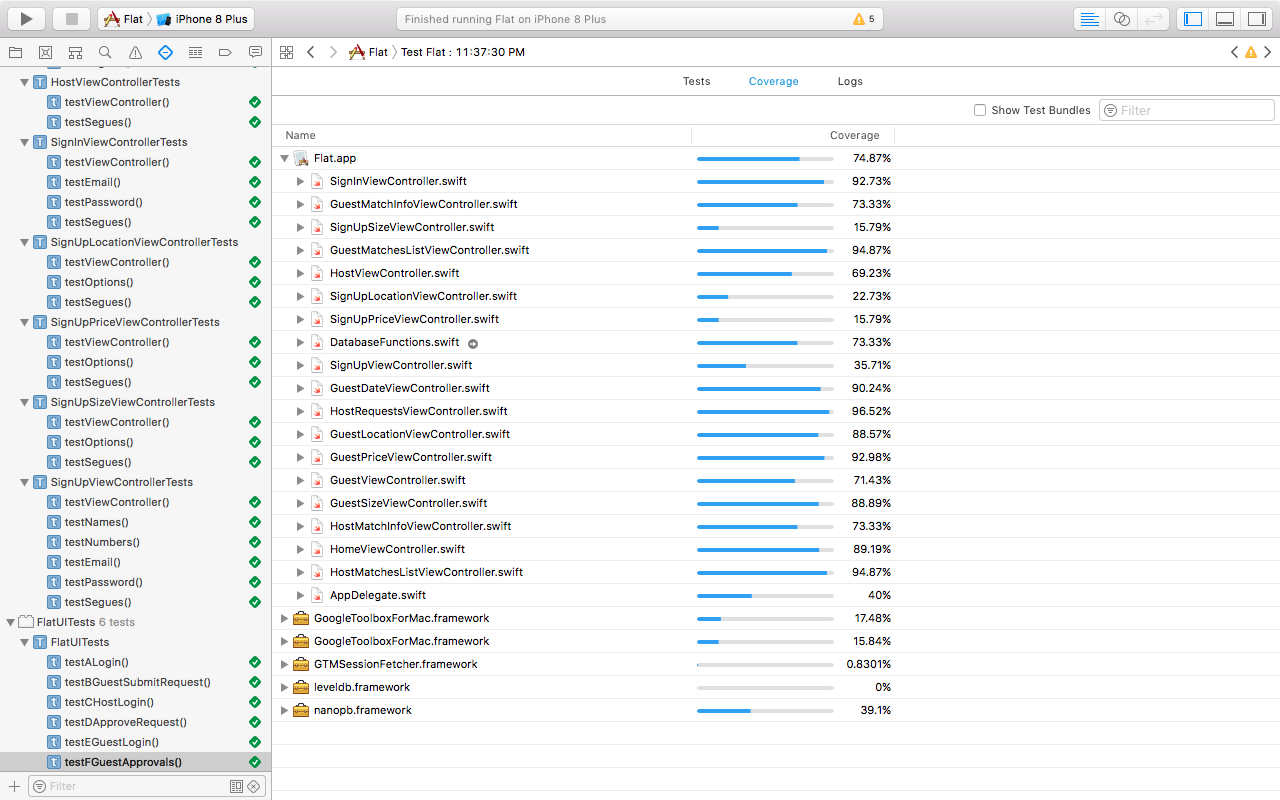 Flat iPhone 8 Plus
Finished running Flat on iPhone 8 Plus
5
Flat Test Flat : 11:37:30 PM
Tests Coverage Logs
Show Test Bundles
Filter
Name Coverage
HostViewControllerTests
testViewController()
testSegues()
SignInViewControllerTests
testViewController()
testEmail()
testPassword()
testSegues()
SignUpLocationViewControllerTests
testViewController()
testOptions()
testSegues()
SignUpPriceViewControllerTests
testViewController()
testOptions()
testSegues()
SignUpSizeViewControllerTests
testViewController()
testOptions()
testSegues()
SignUpViewControllerTests
testViewController()
testNames()
testNumbers()
testEmail()
testPassword()
testSegues()
FlatUITests 6 tests
FlatUITests
testALogin()
testBGuestSubmitRequest()
testCHostLogin()
testDApproveRequest()
testEGuestLogin()
testFGuestApprovals()
Filter
Flat.app 74.87%
SignInViewController.swift 92.73%
GuestMatchInfoViewController.swift 73.33%
SignUpSizeViewController.swift 15.79%
GuestMatchesListViewController.swift 94.87%
HostViewController.swift 69.23%
SignUpLocationViewController.swift 22.73%
SignUpPriceViewController.swift 15.79%
DatabaseFunctions.swift 73.33%
SignUpViewController.swift 35.71%
GuestDateViewController.swift 90.24%
HostRequestsViewController.swift 96.52%
GuestLocationViewController.swift 88.57%
GuestPriceViewController.swift 92.98%
GuestViewController.swift 71.43%
GuestSizeViewController.swift 88.89%
HostMatchInfoViewController.swift 73.33%
HomeViewController.swift 89.19%
HostMatchesListViewController.swift 94.87%
AppDelegate.swift 40%
GoogleToolboxForMac.framework 17.48%
GoogleToolboxForMac.framework 15.84%
GTMSessionFetcher.framework 0.8301%
leveldb.framework 0%
nanopb.framework 39.1%